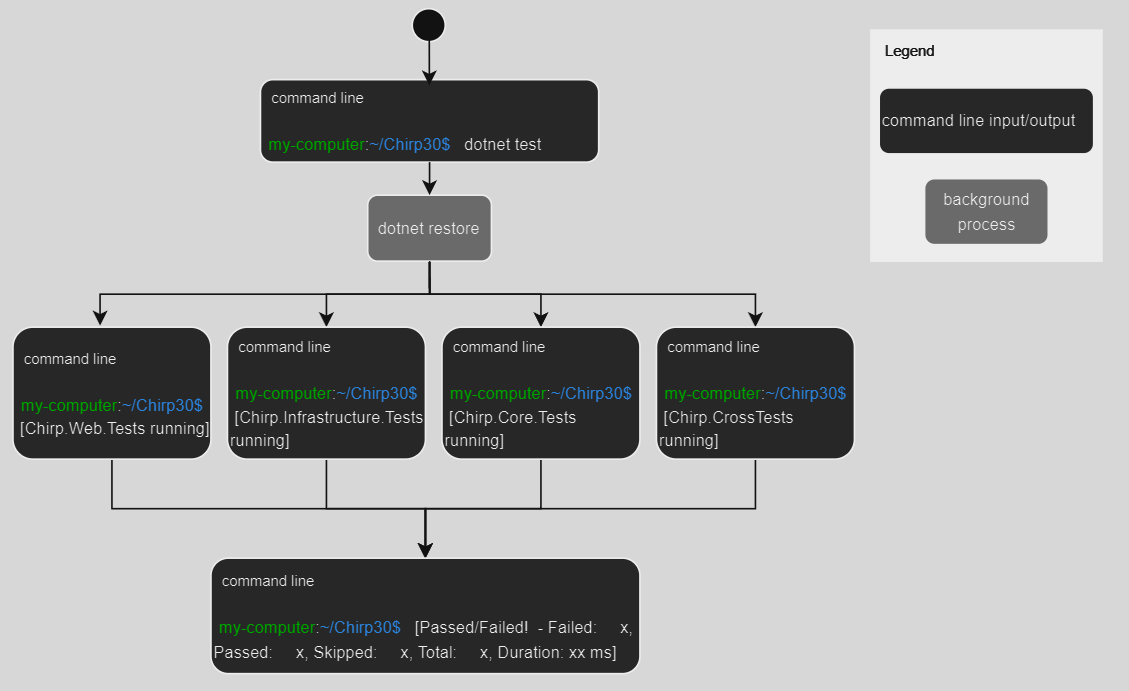 Legend
command line input/output
background
process
command line
my-computer:~/Chirp30$ dotnet test
dotnet restore
command line
my-computer:~/Chirp30$
[Chirp.Web.Tests running]
command line
my-computer:~/Chirp30$
[Chirp.Infrastructure.Tests
running]
command line
my-computer:~/Chirp30$
[Chirp.Core.Tests
running]
command line
my-computer:~/Chirp30$
[Chirp.CrossTests
running]
command line
my-computer:~/Chirp30$ [Passed/Failed! - Failed: x,
Passed: x, Skipped: x, Total: x, Duration: xx ms]